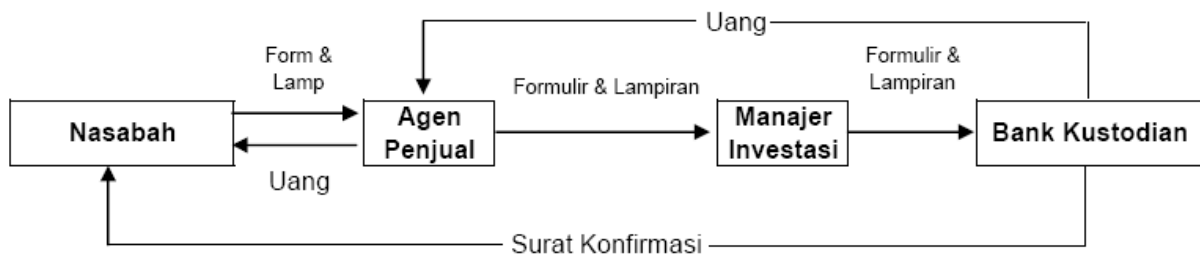 Uang
Form &
Lamp
Formulir & Lampiran
Formulir &
Lampiran
Nasabah
Agen
Penjual
Manajer
Investasi
Bank Kustodian
Uang
Surat Konfirmasi